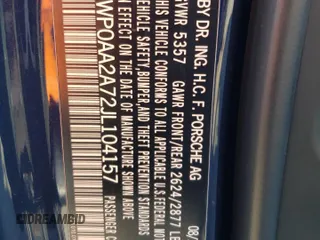 BY DR. ING. H.C. F. PORSCHE AG
GVWR 5357 GAWR FRONT/REAR 2624/2877 LB
THIS VEHICLE CONFORMS TO ALL APPLICABLE U.S. FEDERAL MOTOR
VEHICLE SAFETY, BUMPER, AND THEFT PREVENTION STANDARDS
IN EFFECT ON THE DATE OF MANUFACTURE SHOWN ABOVE.
WP0AA2A72JL104157
PASSENGER C
08/
DREAMBID